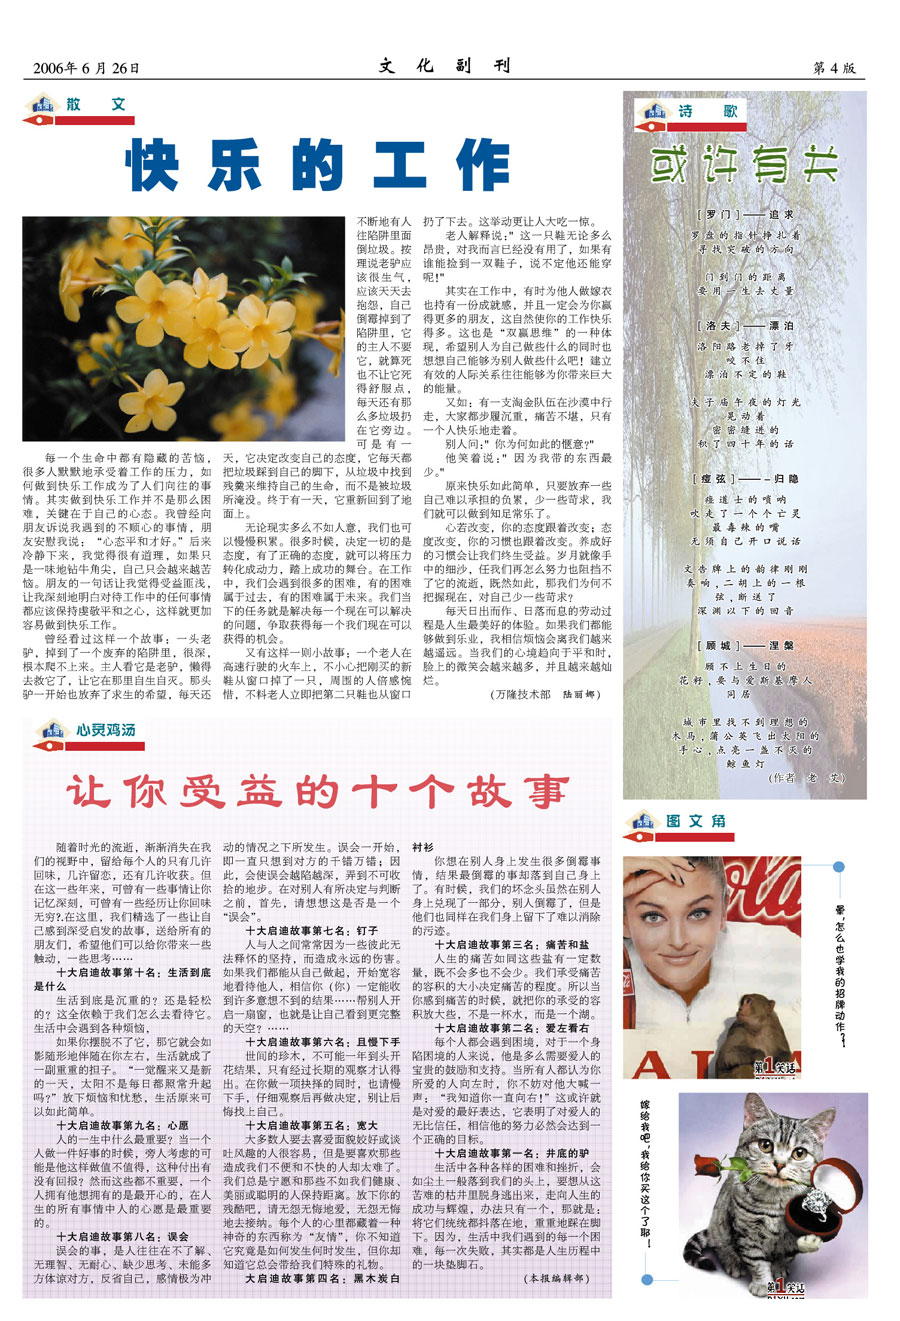 2006年 6 月 26日
文 化 副 刊
第 4 版
散 文
快乐的工作
不断地有人
往陷阱里面
倒垃圾。按
理说老驴应
该很生气，
应该天天去
抱怨，自己
倒霉掉到了
陷阱里，它
的主人不要
它，就算死
也不让它死
得舒服点，
每天还有那
么多垃圾扔
在它旁边。
可是有一
每一个生命中都有隐藏的苦恼，
很多人默默地承受着工作的压力，如
何做到快乐工作成为了人们向往的事
情。其实做到快乐工作并不是那么困
难，关键在于自己的心态。我曾经向
朋友诉说我遇到的不顺心的事情，朋
友安慰我说：“心态平和才好。”后来
冷静下来，我觉得很有道理，如果只
是一味地钻牛角尖，自己只会越来越苦
恼。朋友的一句话让我觉得受益匪浅，
让我深刻地明白对待工作中的任何事情
都应该保持虔敬平和之心，这样就更加
容易做到快乐工作。
曾经看过这样一个故事：一头老
驴，掉到了一个废弃的陷阱里，很深，
根本爬不上来。主人看它是老驴，懒得
去救它了，让它在那里自生自灭。那头
驴一开始也放弃了求生的希望，每天还
天，它决定改变自己的态度，它每天都
把垃圾踩到自己的脚下，从垃圾中找到
残羹来维持自己的生命，而不是被垃圾
所淹没。终于有一天，它重新回到了地
面上。
无论现实多么不如人意，我们也可
以慢慢积累。很多时候，决定一切的是
态度，有了正确的态度，就可以将压力
转化成动力，踏上成功的舞台。在工作
中，我们会遇到很多的困难，有的困难
属于过去，有的困难属于未来。我们当
下的任务就是解决每一个现在可以解决
的问题，争取获得每一个我们现在可以
获得的机会。
又有这样一则小故事：一个老人在
高速行驶的火车上，不小心把刚买的新
鞋从窗口掉了一只，周围的人倍感惋
惜，不料老人立即把第二只鞋也从窗口
扔了下去。这举动更让人大吃一惊。
老人解释说：" 这一只鞋无论多么
昂贵，对我而言已经没有用了，如果有
谁能捡到一双鞋子，说不定他还能穿
呢！"
其实在工作中，有时为他人做嫁衣
也持有一份成就感，并且一定会为你赢
得更多的朋友，这自然使你的工作快乐
得多。这也是“双赢思维”的一种体
现，希望别人为自己做些什么的同时也
想想自己能够为别人做些什么吧！建立
有效的人际关系往往能够为你带来巨大
的能量。
又如：有一支淘金队伍在沙漠中行
走，大家都步履沉重，痛苦不堪，只有
一个人快乐地走着。
别人问：" 你为何如此的惬意?"
他笑着说：" 因为我带的东西最
少。"
原来快乐如此简单，只要放弃一些
自己难以承担的负累，少一些苛求，我
们就可以做到知足常乐了。
心若改变，你的态度跟着改变；态
度改变，你的习惯也跟着改变。养成好
的习惯会让我们终生受益。岁月就像手
中的细沙，任我们再怎么努力也阻挡不
了它的流逝，既然如此，那我们为何不
把握现在，对自己少一些苛求？
每天日出而作、日落而息的劳动过
程是人生最美好的体验。如果我们都能
够做到乐业，我相信烦恼会离我们越来
越遥远。当我们的心境趋向于平和时，
脸上的微笑会越来越多，并且越来越灿
烂。
（万隆技术部 陆丽娜）
诗 歌
或许有关
［罗门］——追求
罗盘的指针挣扎着
寻找突破的方向
门到门的距离
要用一生去丈量
［洛夫］——漂泊
洛阳路老掉了牙
咬不住
漂泊不定的鞋
夫子庙午夜的灯光
晃动着
密密缝进的
积了四十年的话
［痖弦］——－归隐
痖道士的唢呐
吹走了一个个亡灵
最毒辣的嘴
无须自己开口说话
文告牌上的韵律刚刚
奏响,二胡上的一根
弦,断送了
深渊以下的回音
［顾城］——涅槃
顾不上生日的
花籽,要与爱斯基摩人
同居
城市里找不到理想的
木马,蒲公英飞出太阳的
手心,点亮一盏不灭的
鲸鱼灯
(作者 老 艾)
心灵鸡汤
让你受益的十个故事
随着时光的流逝，渐渐消失在我
们的视野中，留给每个人的只有几许
回味，几许留恋，还有几许收获。但
在这一些年来，可曾有一些事情让你
记忆深刻，可曾有一些经历让你回味
无穷？.在这里，我们精选了一些让自
己感到深受启发的故事，送给所有的
朋友们，希望他们可以给你带来一些
触动，一些思考……
十大启迪故事第十名：生活到底
是什么
生活到底是沉重的？还是轻松
的？这全依赖于我们怎么去看待它。
生活中会遇到各种烦恼，
如果你摆脱不了它，那它就会如
影随形地伴随在你左右，生活就成了
一副重重的担子。“一觉醒来又是新
的一天，太阳不是每日都照常升起
吗？”放下烦恼和忧愁，生活原来可
以如此简单。
十大启迪故事第九名：心愿
人的一生中什么最重要？当一个
人做一件好事的时候，旁人考虑的可
能是他这样做值不值得，这种付出有
没有回报？然而这些都不重要，一个
人拥有他想拥有的是最开心的，在人
生的所有事情中人的心愿是最重要
的。
十大启迪故事第八名：误会
误会的事，是人往往在不了解、
无理智、无耐心、缺少思考、未能多
方体谅对方，反省自己，感情极为冲
动的情况之下所发生。误会一开始，
即一直只想到对方的千错万错；因
此，会使误会越陷越深，弄到不可收
拾的地步。在对别人有所决定与判断
之前，首先，请想想这是否是一个
“误会”。
十大启迪故事第七名：钉子
人与人之间常常因为一些彼此无
法释怀的坚持，而造成永远的伤害。
如果我们都能从自己做起，开始宽容
地看待他人，相信你（你）一定能收
到许多意想不到的结果……帮别人开
启一扇窗，也就是让自己看到更完整
的天空？……
十大启迪故事第六名：且慢下手
世间的珍木，不可能一年到头开
花结果，只有经过长期的观察才认得
出。在你做一项抉择的同时，也请慢
下手，仔细观察后再做决定，别让后
悔找上自己。
十大启迪故事第五名：宽大
大多数人要去喜爱面貌姣好或谈
吐风趣的人很容易，但是要喜欢那些
造成我们不便和不快的人却太难了。
我们总是宁愿和那些不如我们健康、
美丽或聪明的人保持距离。放下你的
残酷吧，请无怨无悔地爱，无怨无悔
地去接纳。每个人的心里都藏着一种
神奇的东西称为“友情”，你不知道
它究竟是如何发生何时发生，但你却
知道它总会带给我们特殊的礼物。
大启迪故事第四名：黑木炭白
衬衫
你想在别人身上发生很多倒霉事
情，结果最倒霉的事却落到自己身上
了。有时候，我们的坏念头虽然在别人
身上兑现了一部分，别人倒霉了，但是
他们也同样在我们身上留下了难以消除
的污迹。
十大启迪故事第三名：痛苦和盐
人生的痛苦如同这些盐有一定数
量，既不会多也不会少。我们承受痛苦
的容积的大小决定痛苦的程度。所以当
你感到痛苦的时候，就把你的承受的容
积放大些，不是一杯水，而是一个湖。
十大启迪故事第二名：爱左看右
每个人都会遇到困境，对于一个身
陷困境的人来说，他是多么需要爱人的
宝贵的鼓励和支持。当所有人都认为你
所爱的人向左时，你不妨对他大喊一
声：“我知道你一直向右！”这或许就
是对爱的最好表达，它表明了对爱人的
无比信任，相信他的努力必然会达到一
个正确的目标。
十大启迪故事第一名：井底的驴
生活中各种各样的困难和挫折，会
如尘土一般落到我们的头上，要想从这
苦难的枯井里脱身逃出来，走向人生的
成功与辉煌，办法只有一个，那就是：
将它们统统都抖落在地，重重地踩在脚
下。因为，生活中我们遇到的每一个困
难，每一次失败，其实都是人生历程中
的一块垫脚石。
（本报编辑部）
图文角
晕,怎么也学我的招牌动作?!
第1笑话
嫁给我吧,我给你买这个了耶!
第1笑话